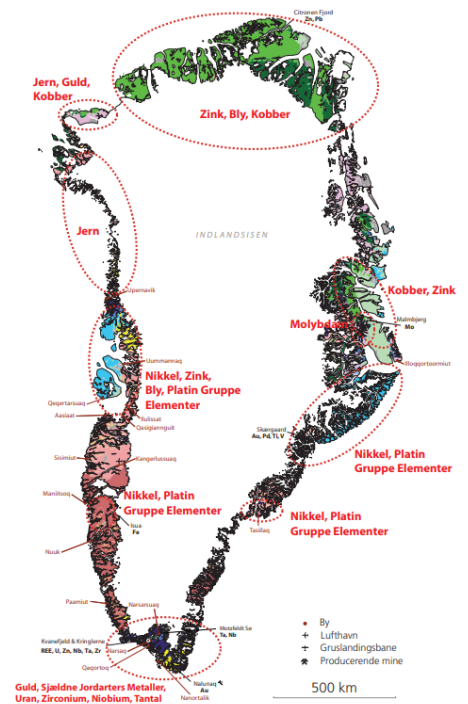 Citronen Fjord
Zn, Pb
Jern, Guld,
Kobber
Zink, Bly, Kobber
Jern
INDLANDSISEN
Upernavik
Kobber, Zink
Malmbjerg
Mo
Molybdæn
Illoqqortoormiut
Uummannaq
Nikkel, Zink,
Bly, Platin Gruppe
Elementer
Qeqertarsuaq
Aasiaat
Ilulissat
Qasigiannguit
Skærgaard
Au, Pd, Ti, V
Nikkel, Platin
Gruppe Elementer
Sisimiut
Kangerlussuaq
Maniitsoq
Nikkel, Platin
Gruppe Elementer
Isua
Fe
Nikkel, Platin
Gruppe Elementer
Tasiilaq
Nuuk
Paamiut
Narsarsuaq
Motzfeldt Sø
Ta, Nb
Kvanefjeld & Kringlerne
REE, U, Zn, Nb, Ta, Zr
Narsaq
Qaqortoq
Nalunaq
Au
Nanortalik
Guld, Sjældne Jordarters Metaller,
Uran, Zirconium, Niobium, Tantal
By
Lufthavn
Gruslandingsbane
Producerende mine
500 km